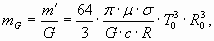 m_G = m′/G = 64/3 · (π · μ · σ)/(G · c · R) · T_0^3 · R_0^3 ,